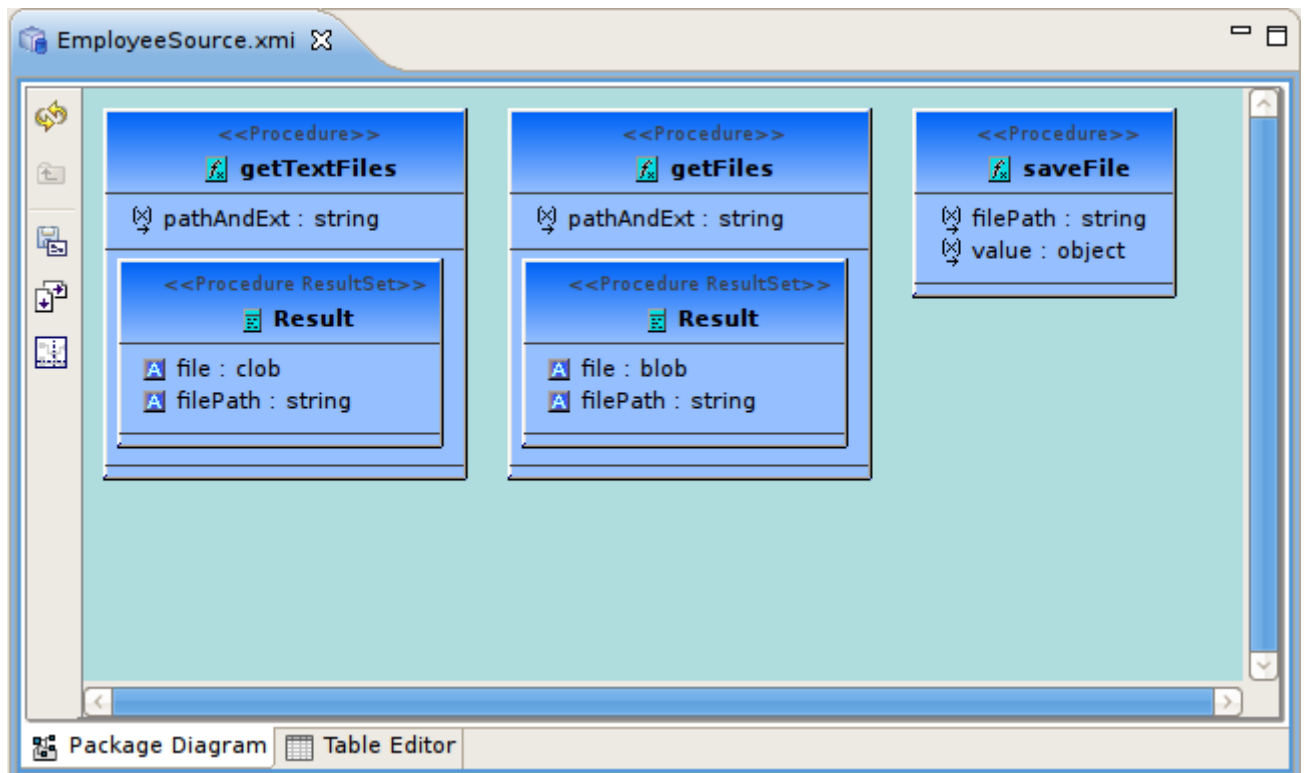 EmployeeSource.xmi
<<Procedure>>
getTextFiles
pathAndExt : string
<<Procedure ResultSet>>
Result
file : clob
filePath : string
<<Procedure>>
getFiles
pathAndExt : string
<<Procedure ResultSet>>
Result
file : blob
filePath : string
<<Procedure>>
saveFile
filePath : string
value : object
Package Diagram
Table Editor